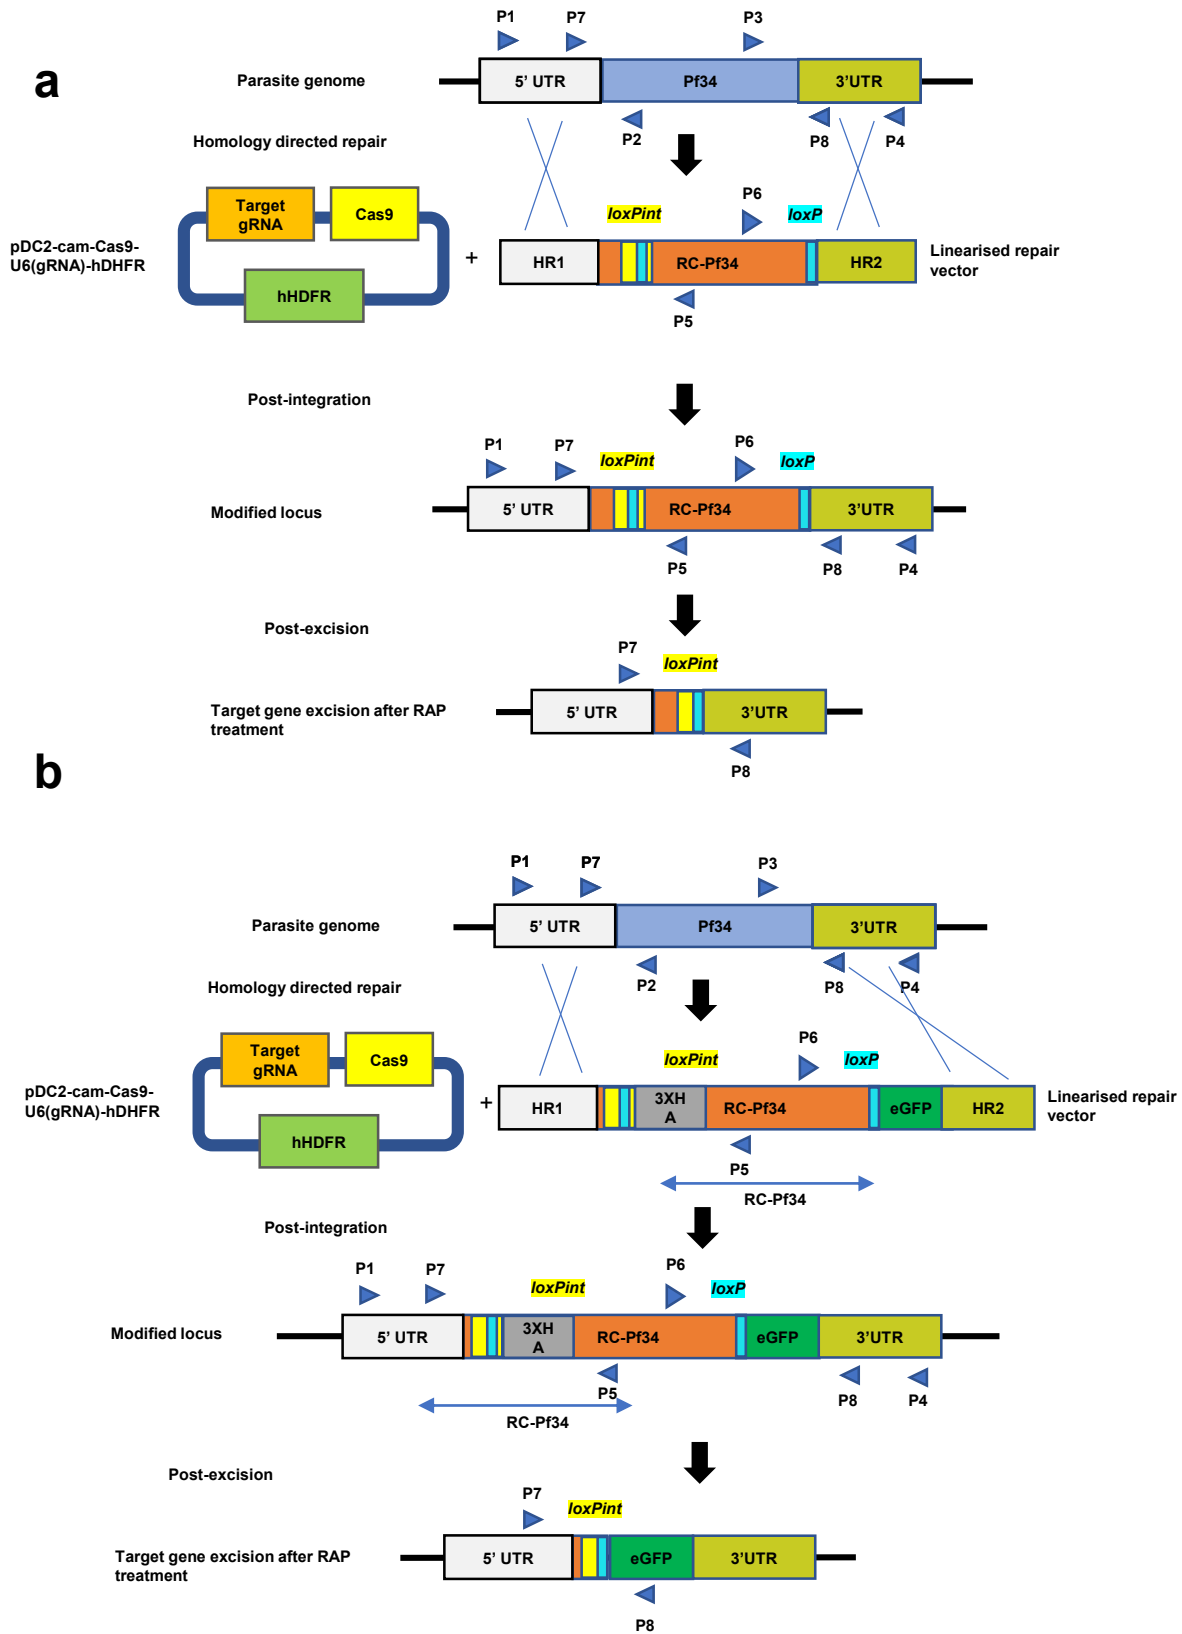 a
P1
P7
P3
Parasite genome
5' UTR
Pf34
3'UTR
P2
P8
P4
Homology directed repair
pDC2-cam-Cas9-
U6(gRNA)-hDHFR
Target
gRNA
Cas9
hHDFR
+
loxPint
P6
loxP
HR1
RC-Pf34
HR2
Linearised repair
vector
P5
Post-integration
P1
P7
loxPint
P6
loxP
Modified locus
5' UTR
RC-Pf34
3'UTR
P5
P8
P4
Post-excision
P7
loxPint
Target gene excision after RAP
treatment
5' UTR
3'UTR
P8
b
P1
P7
P3
Parasite genome
5' UTR
Pf34
3'UTR
P2
P8
P4
Homology directed repair
pDC2-cam-Cas9-
U6(gRNA)-hDHFR
Target
gRNA
Cas9
hHDFR
+
loxPint
P6
loxP
HR1
3XH
A
RC-Pf34
eGFP
HR2
Linearised repair
vector
P5
RC-Pf34
Post-integration
P1
P7
loxPint
P6
loxP
Modified locus
5' UTR
3XH
A
RC-Pf34
eGFP
3'UTR
P5
P8
P4
RC-Pf34
Post-excision
P7
loxPint
Target gene excision after RAP
treatment
5' UTR
eGFP
3'UTR
P8